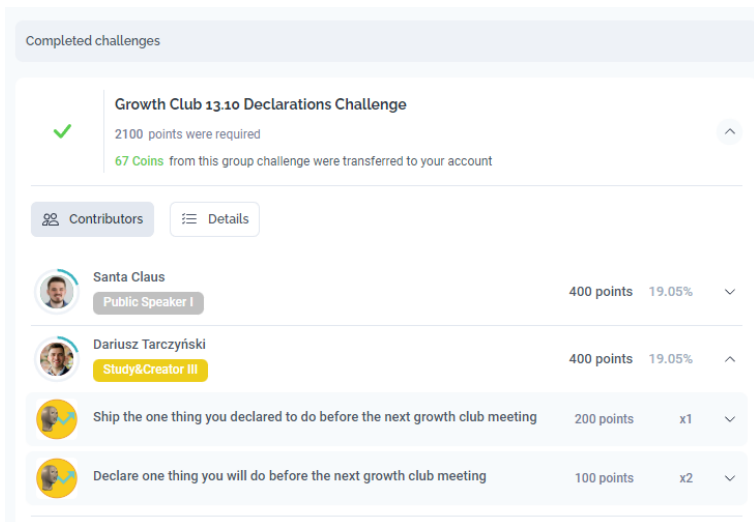 Completed challenges
Growth Club 13.10 Declarations Challenge
2100 points were required
67 Coins from this group challenge were transferred to your account
Contributors Details
Santa Claus
Public Speaker I
400 points 19.05%
Dariusz Tarczyński
Study&Creator III
400 points 19.05%
Ship the one thing you declared to do before the next growth club meeting 200 points x1
Declare one thing you will do before the next growth club meeting 100 points x2